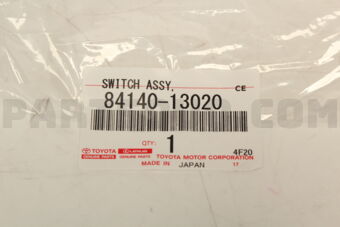 SWITCH ASSY,
CE
84140-13020
QTY:
1
4F20
TOYOTA LEXUS TOYOTA MOTOR CORPORATION
GENUINE PARTS GENUINE PARTS
MADE IN JAPAN 17